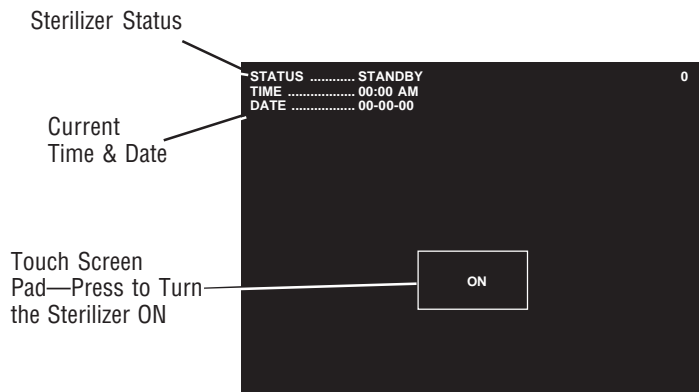 Sterilizer Status
STATUS ............ STANDBY 0
TIME .................. 00:00 AM
DATE ................. 00-00-00
Current
Time & Date
Touch Screen
Pad—Press to Turn
the Sterilizer ON
ON